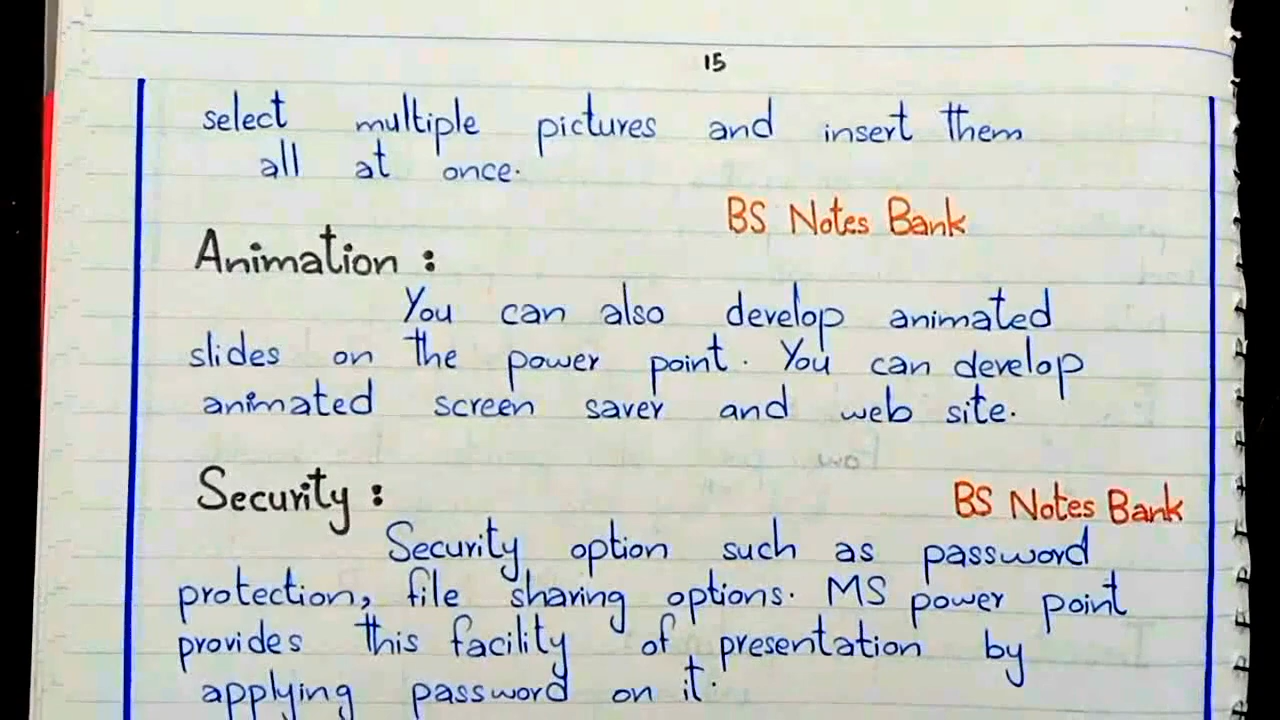 15
select multiple pictures and insert them
all at once.
BS Notes Bank
Animation :
You can also develop animated
slides on the power point. You can develop
animated screen saver and web site.
Security :
BS Notes Bank
Security option such as password
protection, file sharing options. MS power point
provides this facility of presentation by
applying password on it.